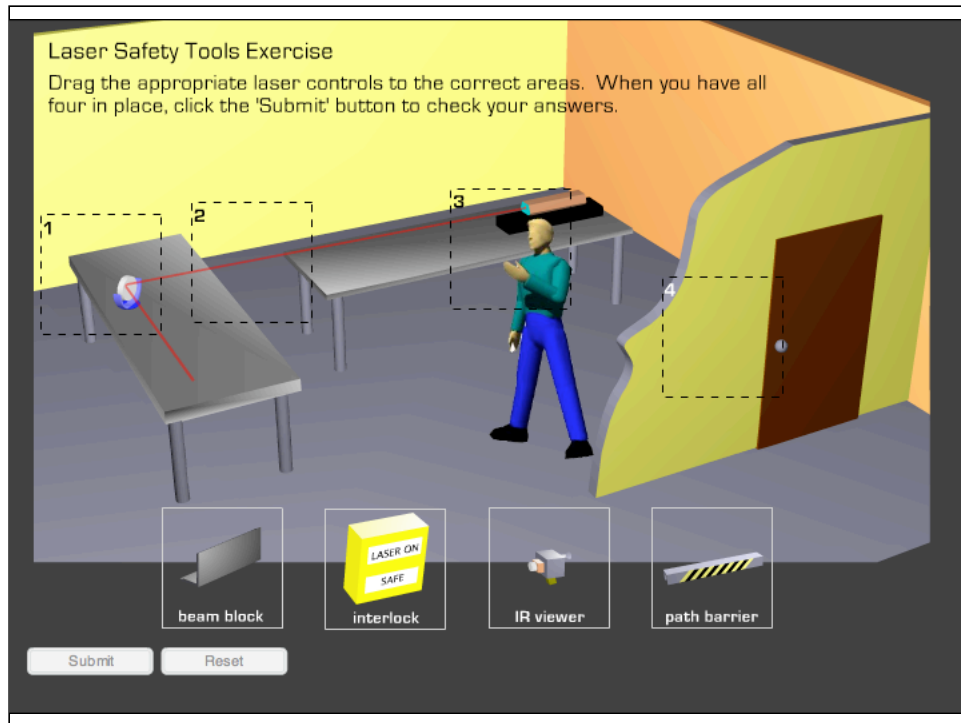 Laser Safety Tools Exercise
Drag the appropriate laser controls to the correct areas. When you have all
four in place, click the 'Submit' button to check your answers.
3
2
1
4
LASER ON
SAFE
beam block
interlock
IR viewer
path barrier
Submit
Reset